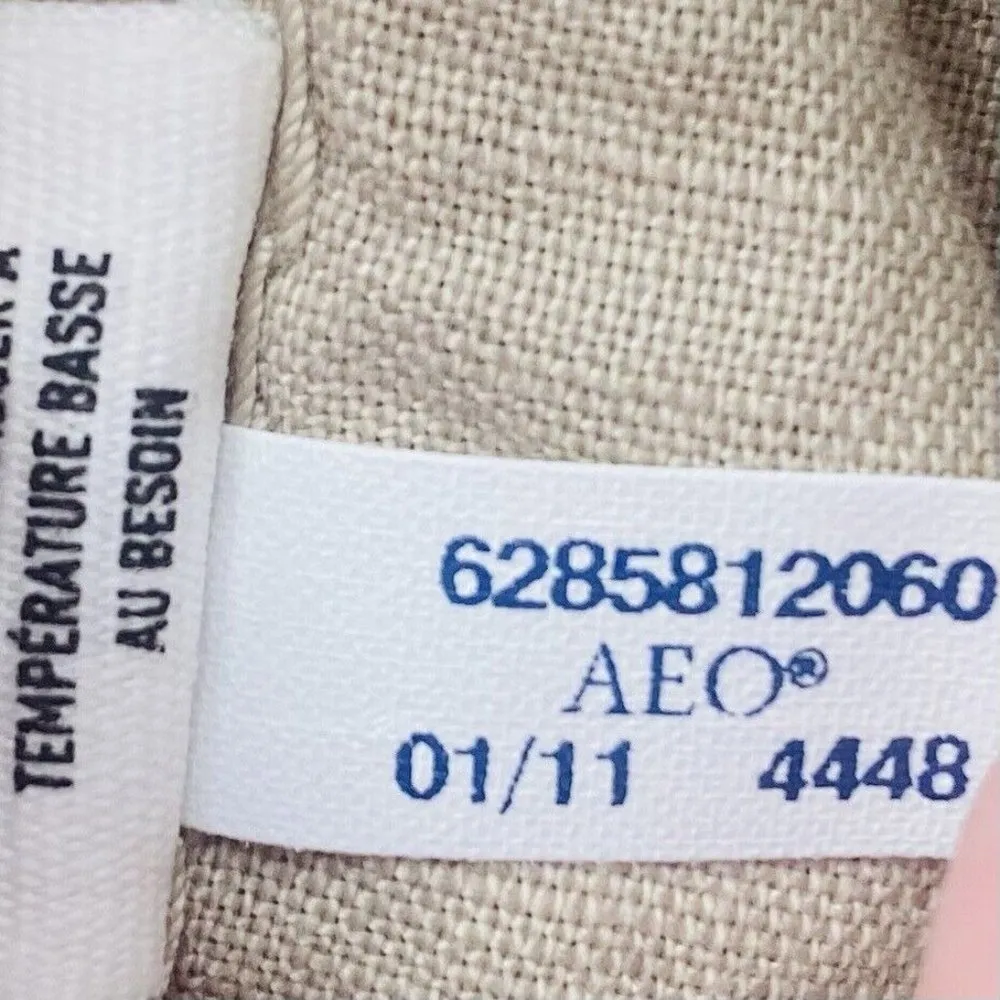 TEMPÉRATURE BASSE
AU BESOIN
6285812060
AEO®
01/11 4448